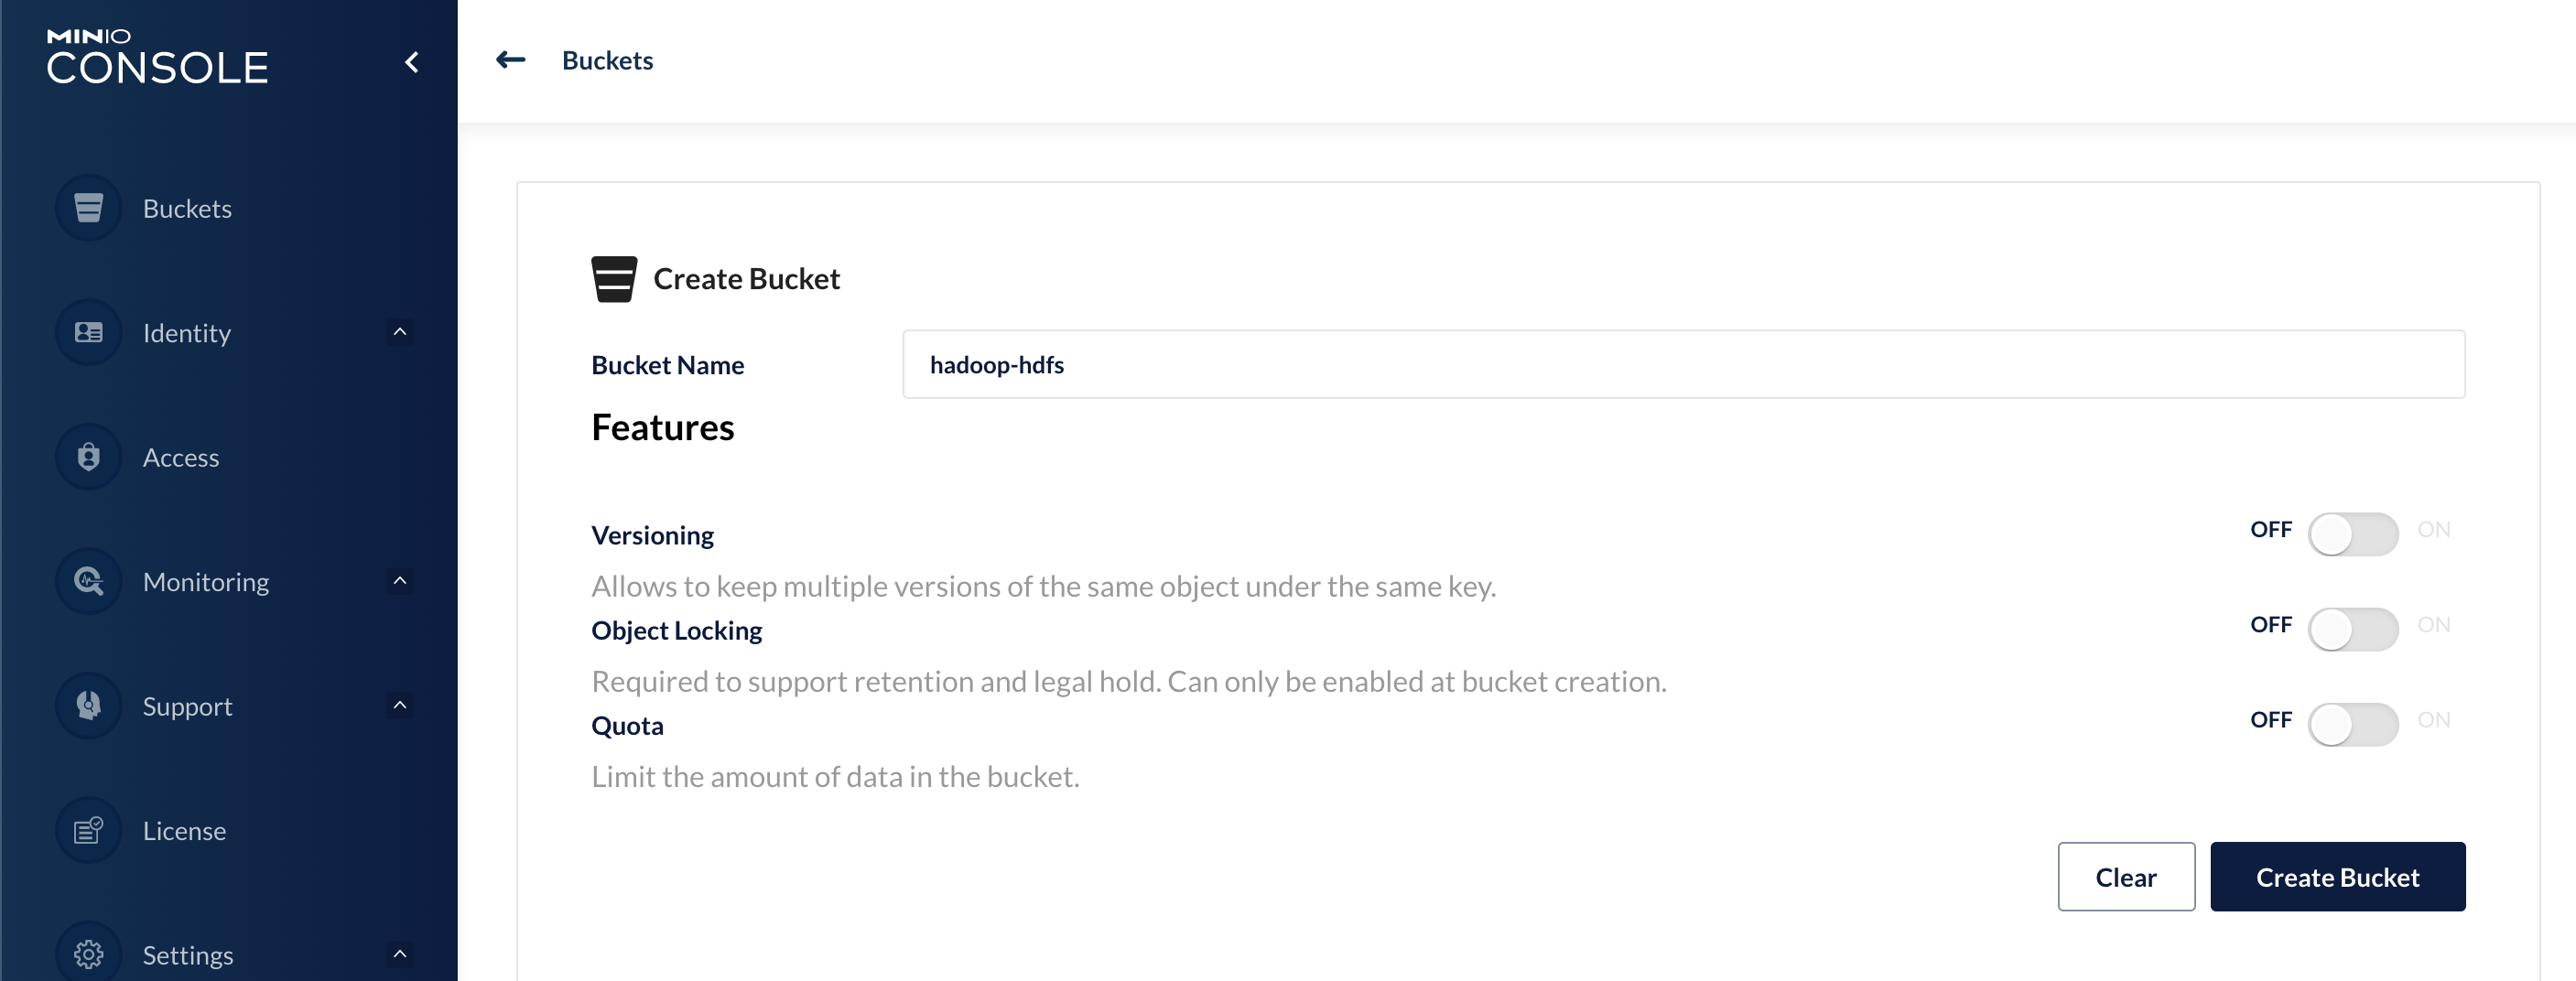 MINIO
CONSOLE
Buckets
Identity
Access
Monitoring
Support
License
Settings
Buckets
Create Bucket
Bucket Name
hadoop-hdfs
Features
Versioning
OFF ON
Allows to keep multiple versions of the same object under the same key.
Object Locking
OFF ON
Required to support retention and legal hold. Can only be enabled at bucket creation.
Quota
OFF ON
Limit the amount of data in the bucket.
Clear
Create Bucket